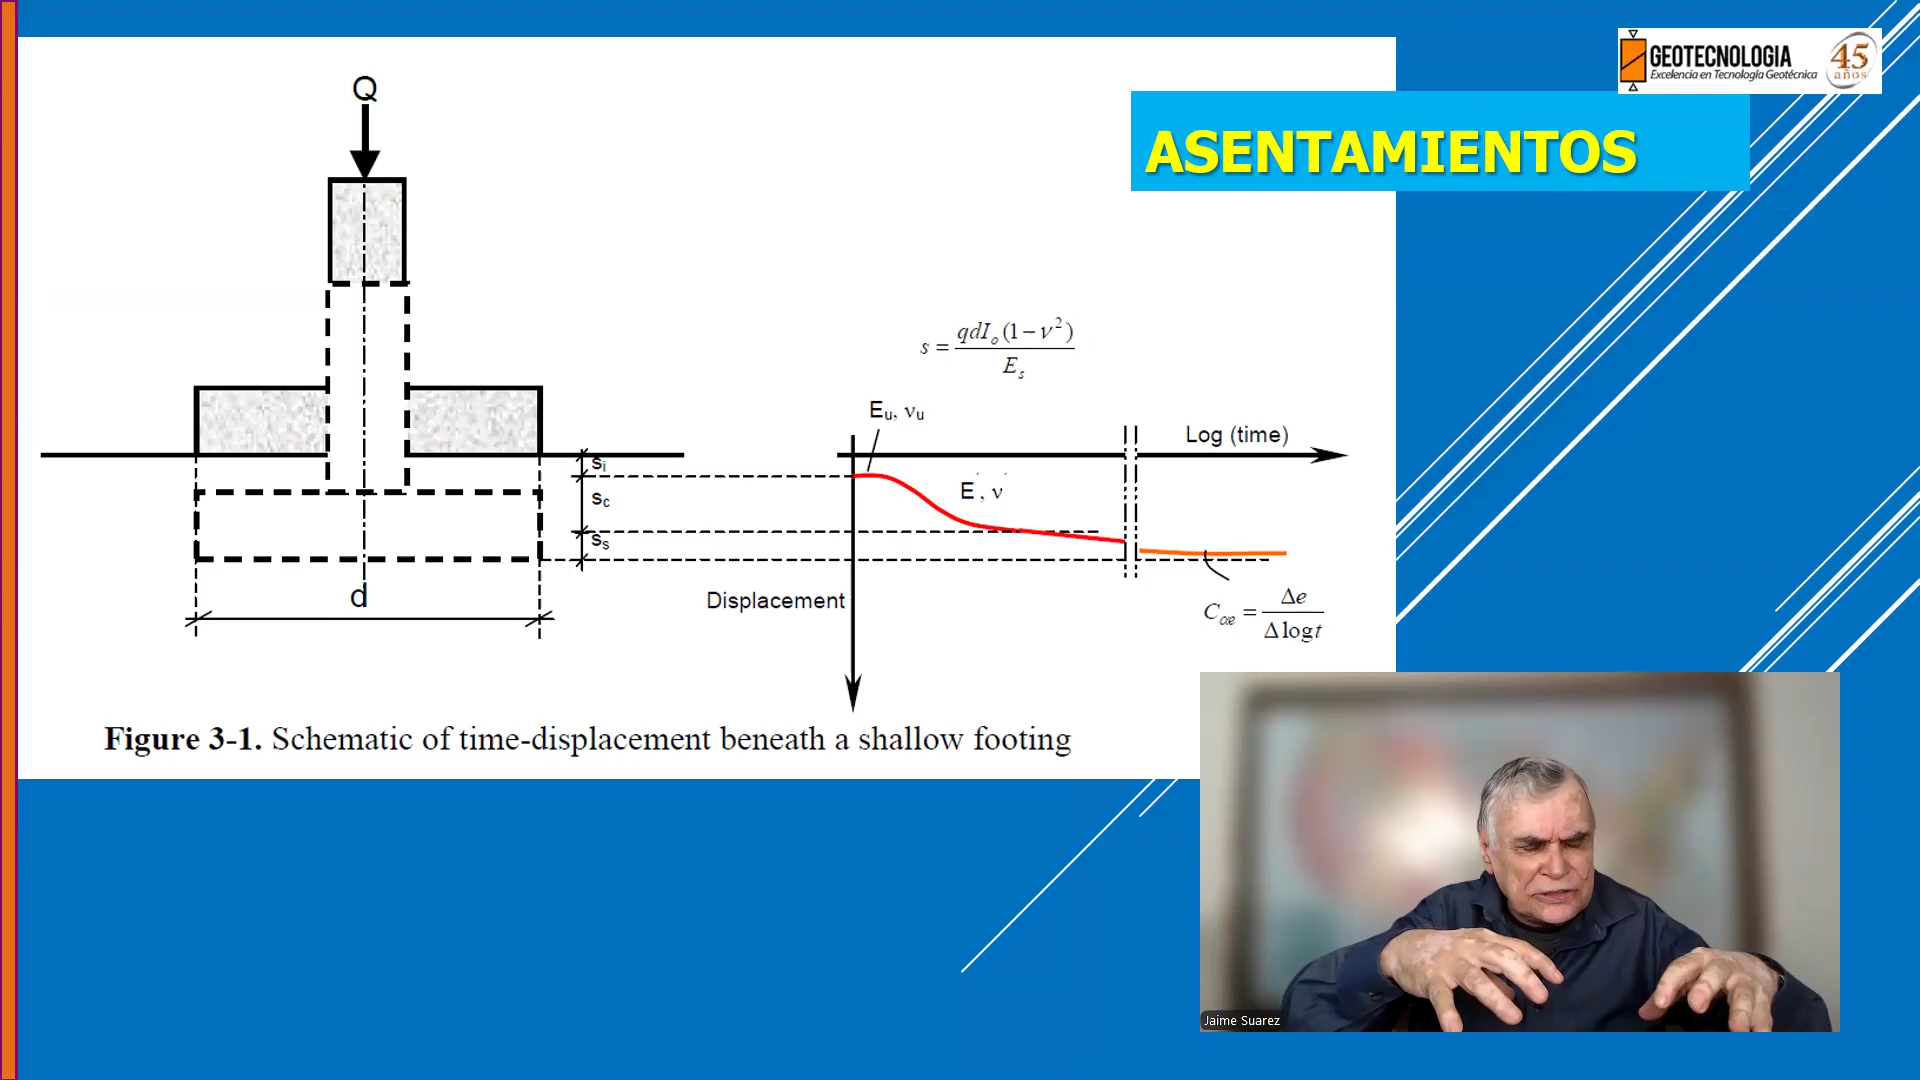 GEOTECNOLOGIA
Excelencia en Tecnología Geotécnica
45
años
ASENTAMIENTOS
Q
s = qdI_o(1−ν²) / E_s
E_u, ν_u
Log (time)
s_i
E', ν'
s_c
s_s
d
Displacement
C_αe = Δe / Δ log t
Figure 3-1. Schematic of time-displacement beneath a shallow footing
Jaime Suarez